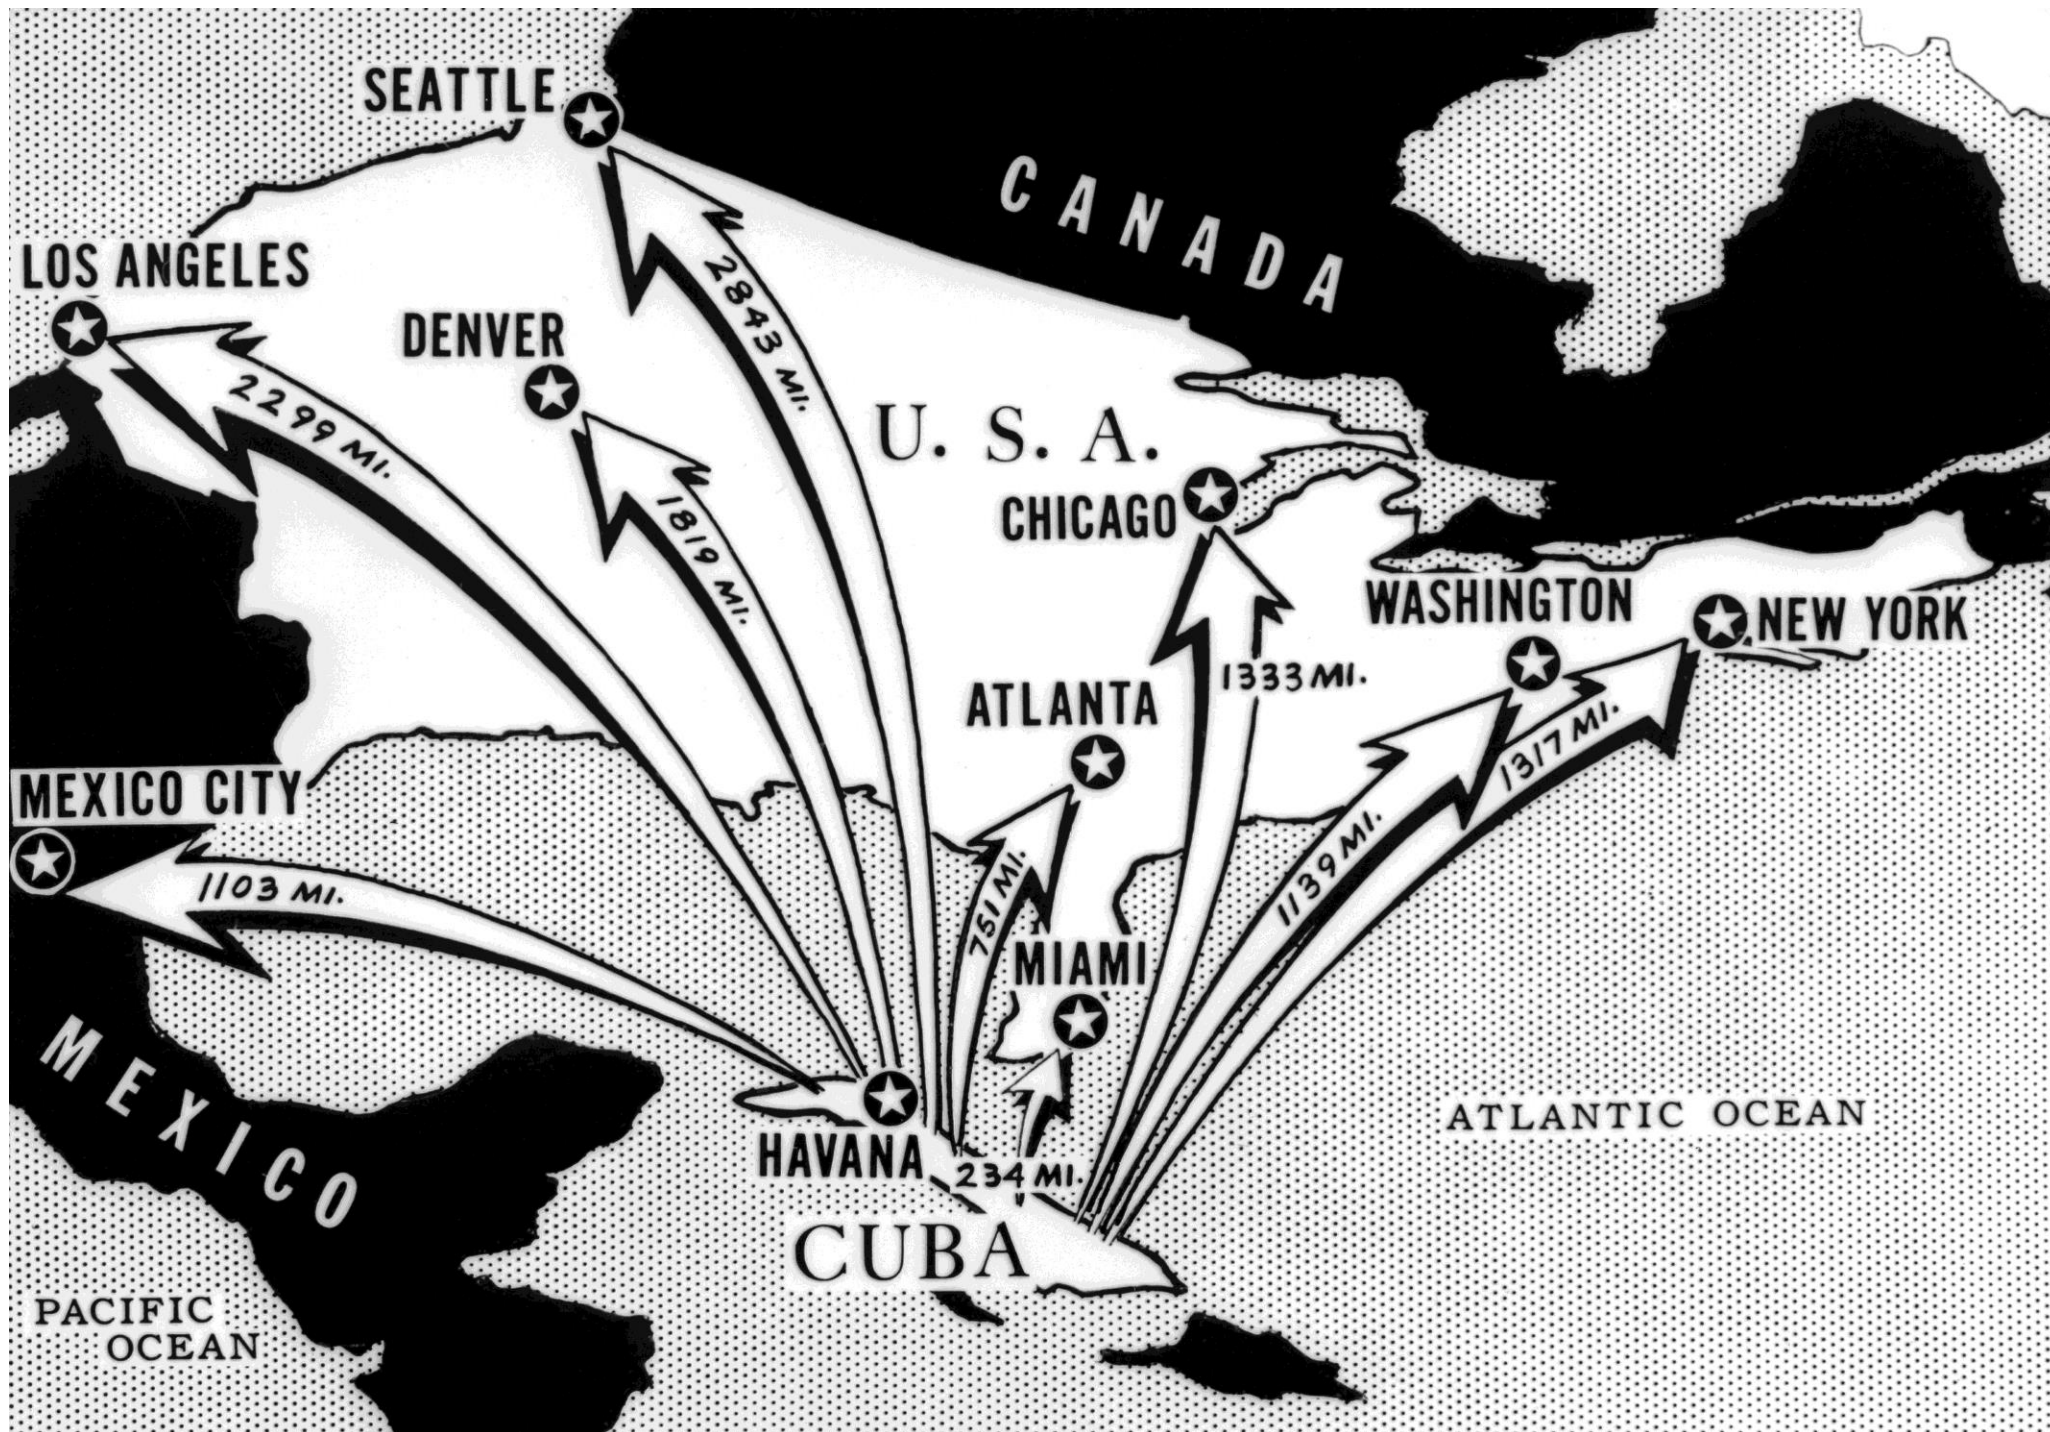 SEATTLE
CANADA
LOS ANGELES
2843 MI.
DENVER
2299 MI.
U. S. A.
CHICAGO
1819 MI.
WASHINGTON
NEW YORK
1333 MI.
ATLANTA
1317 MI.
MEXICO CITY
1139 MI.
1103 MI.
751 MI.
MIAMI
MEXICO
ATLANTIC OCEAN
HAVANA
234 MI.
CUBA
PACIFIC
OCEAN